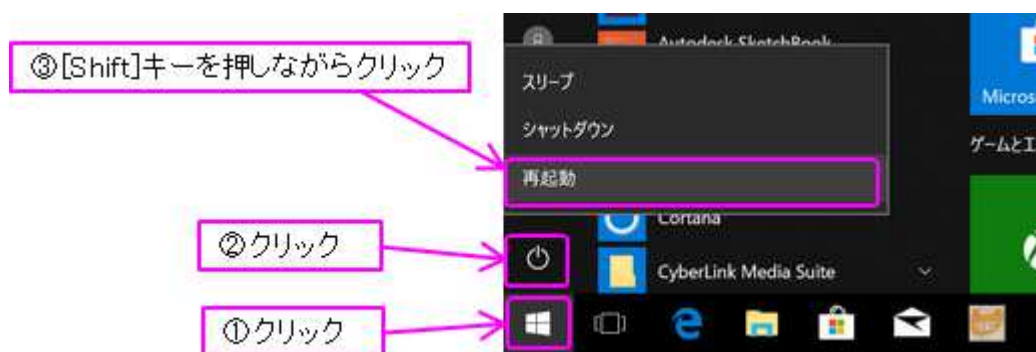 ③[Shift]キーを押しながらクリック
②クリック
①クリック
Autodesk SketchBook
スリープ
シャットダウン
再起動
Cortana
CyberLink Media Suite
Micros
ゲームとエ